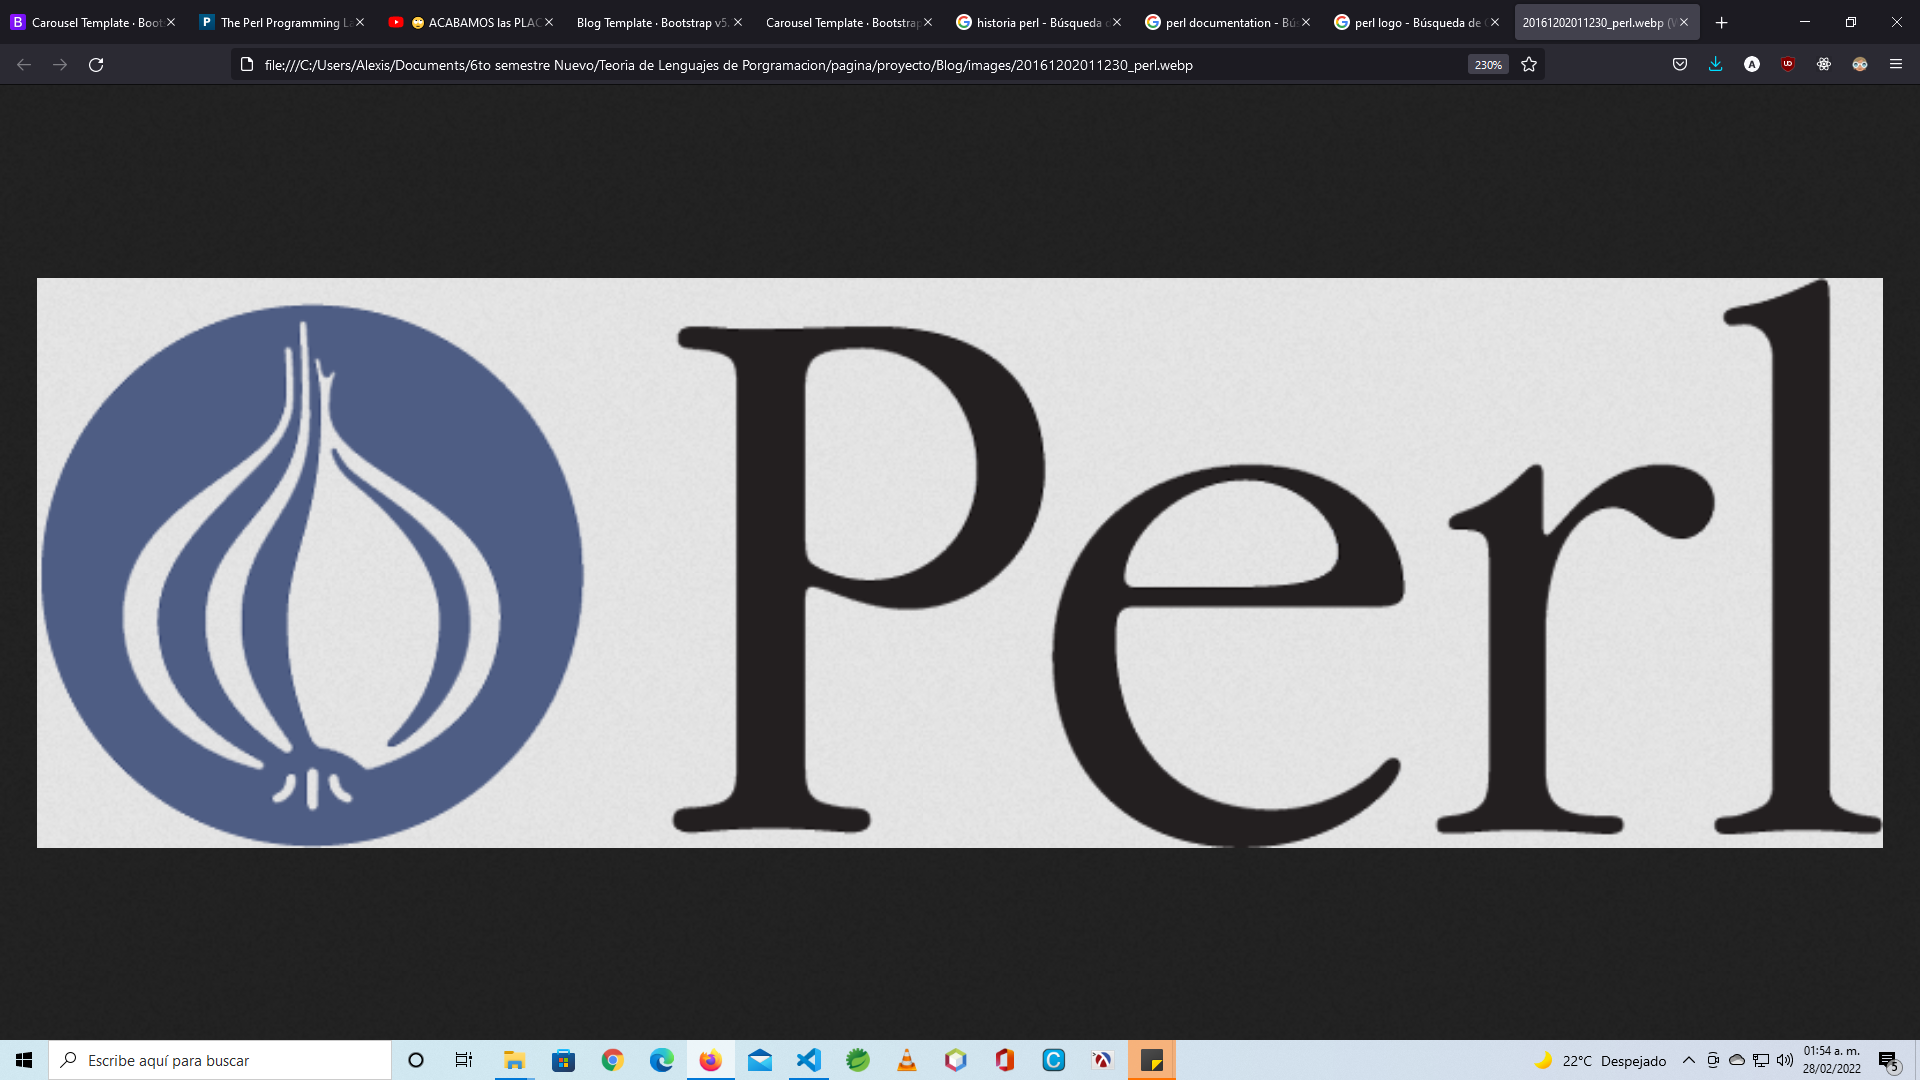 Carousel Template · Boot
The Perl Programming La
ACABAMOS las PLAC
Blog Template · Bootstrap v5.
Carousel Template · Bootstrap
historia perl - Búsqueda d
perl documentation - Bús
perl logo - Búsqueda de G
20161202011230_perl.webp (W
file:///C:/Users/Alexis/Documents/6to semestre Nuevo/Teoria de Lenguajes de Porgramacion/pagina/proyecto/Blog/images/20161202011230_perl.webp
230%
Perl
Escribe aquí para buscar
22°C Despejado
01:54 a. m.
28/02/2022
5